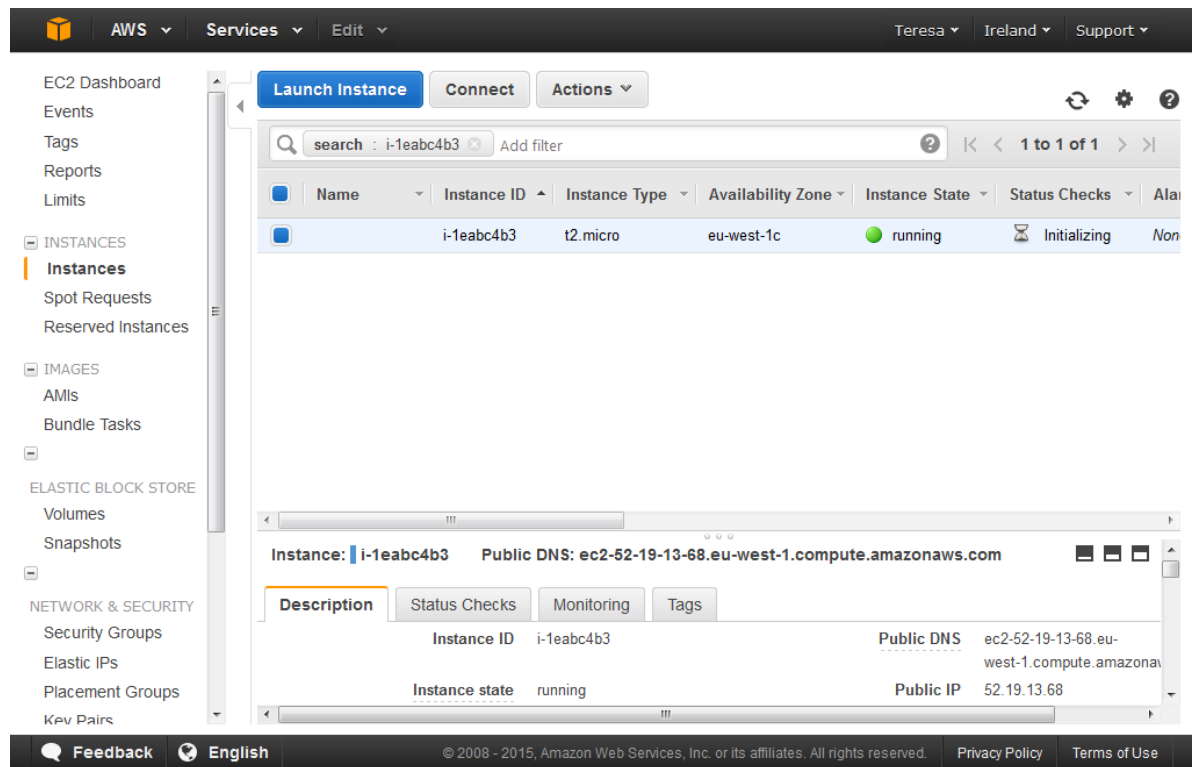 AWS Services Edit Teresa Ireland Support
EC2 Dashboard
Events
Tags
Reports
Limits
INSTANCES
Instances
Spot Requests
Reserved Instances
IMAGES
AMIs
Bundle Tasks
ELASTIC BLOCK STORE
Volumes
Snapshots
NETWORK & SECURITY
Security Groups
Elastic IPs
Placement Groups
Key Pairs
Launch Instance Connect Actions
search : i-1eabc4b3 Add filter 1 to 1 of 1
Name Instance ID Instance Type Availability Zone Instance State Status Checks Alar
i-1eabc4b3 t2.micro eu-west-1c running Initializing Non
Instance: i-1eabc4b3 Public DNS: ec2-52-19-13-68.eu-west-1.compute.amazonaws.com
Description Status Checks Monitoring Tags
Instance ID i-1eabc4b3 Public DNS ec2-52-19-13-68.eu-
west-1.compute.amazonav
Instance state running Public IP 52.19.13.68
Feedback English © 2008 - 2015, Amazon Web Services, Inc. or its affiliates. All rights reserved. Privacy Policy Terms of Use